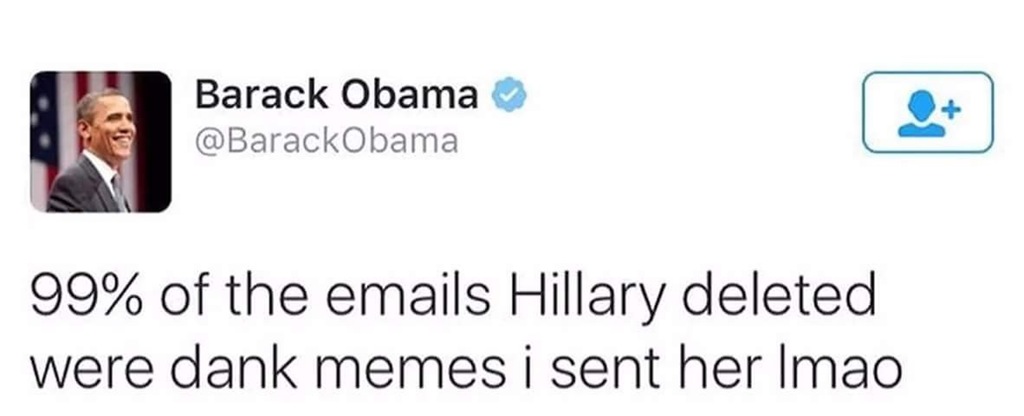 Barack Obama
@BarackObama
99% of the emails Hillary deleted
were dank memes i sent her lmao